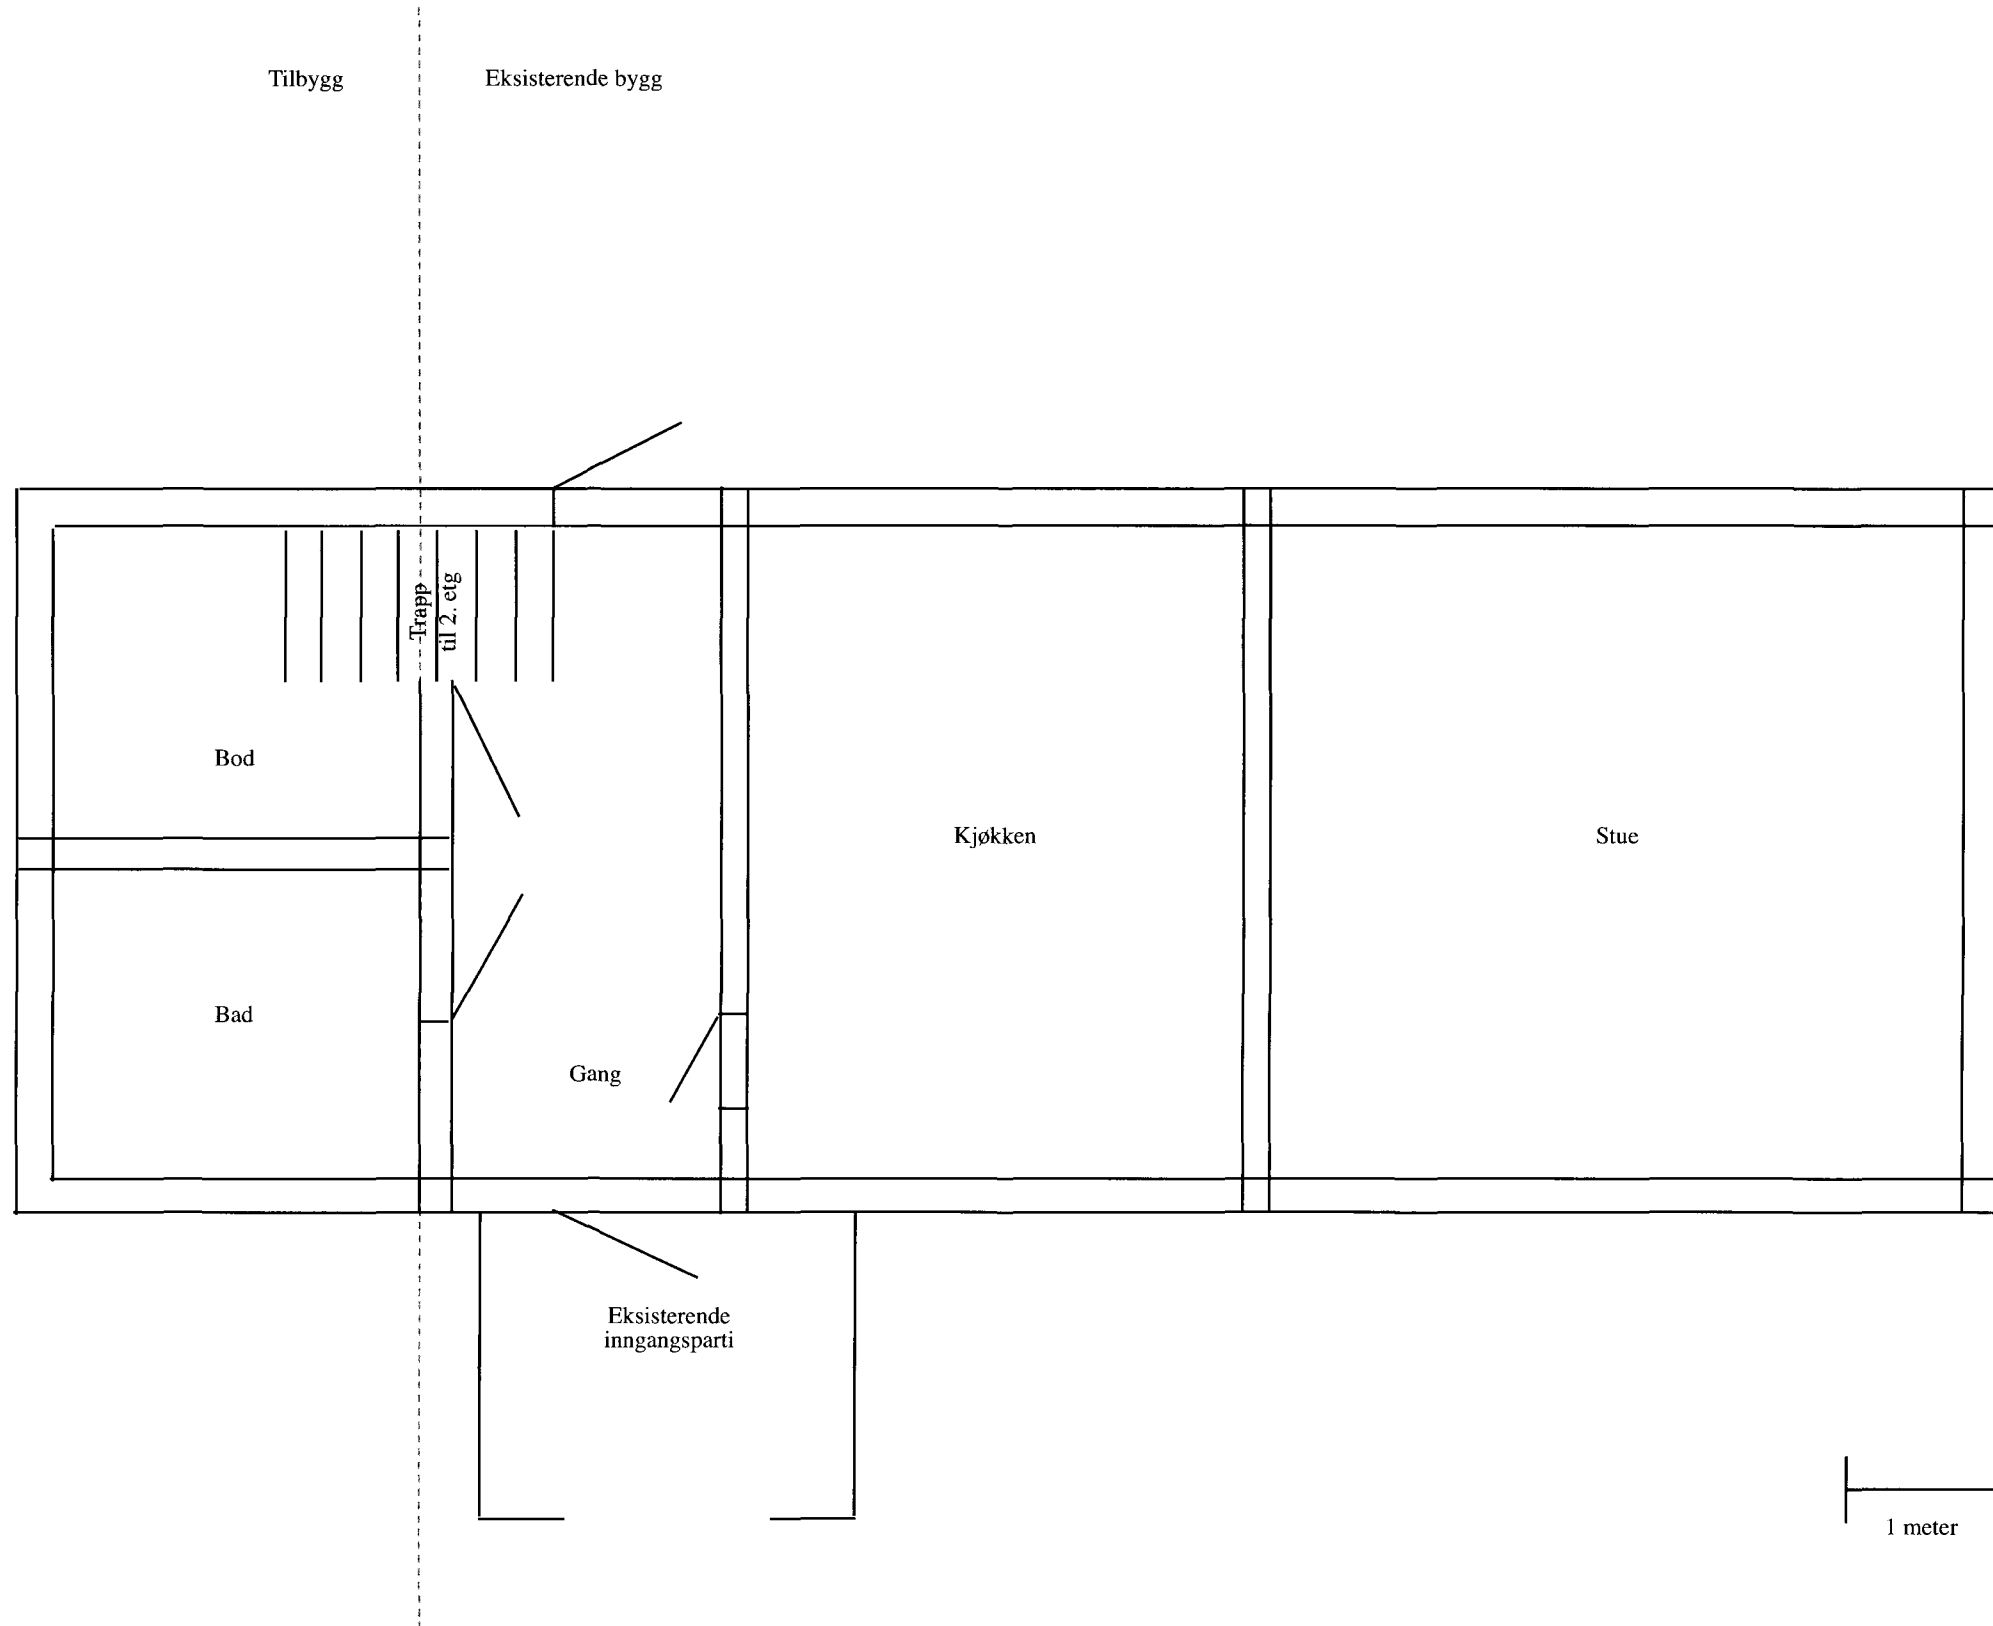 Tilbygg
Eksisterende bygg
Trapp
til 2. etg
Bod
Kjøkken
Stue
Bad
Gang
Eksisterende
inngangsparti
1 meter